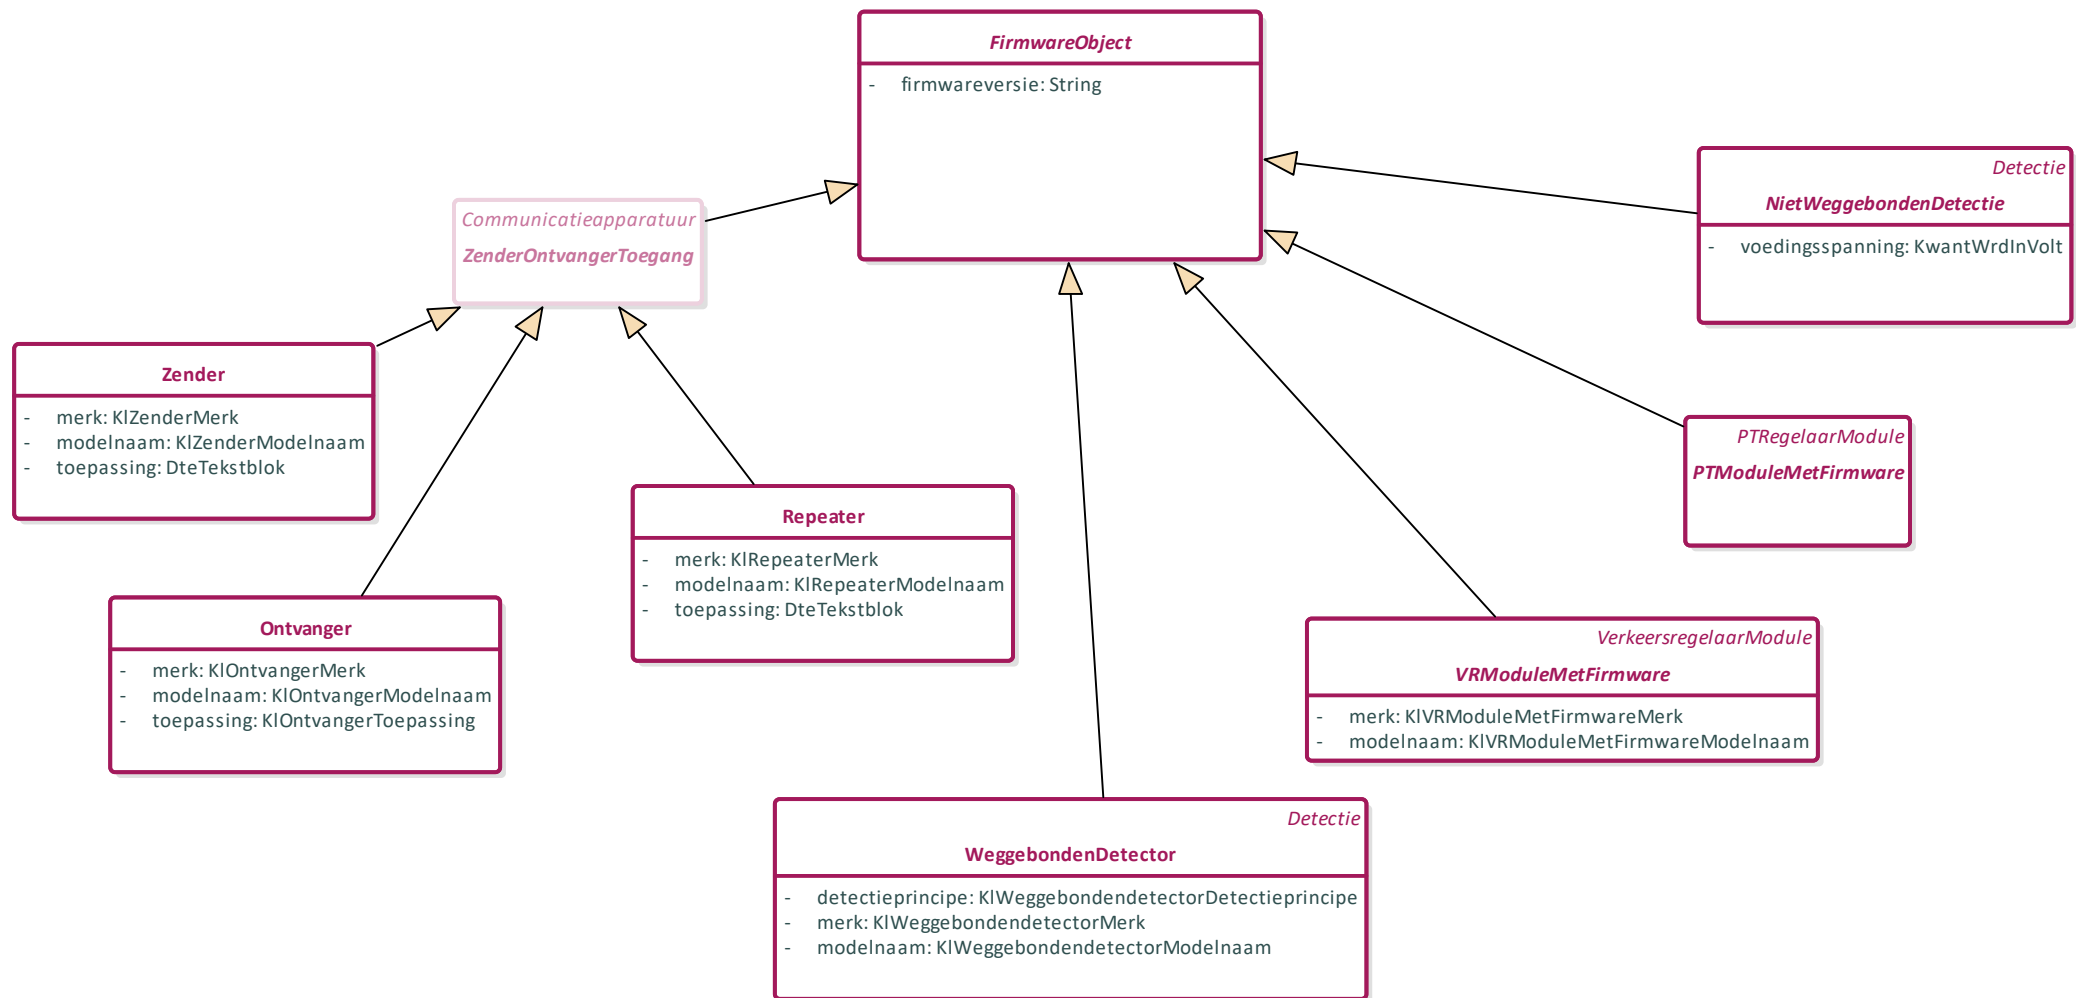 FirmwareObject
- firmwareversie: String
Detectie
NietWeggebondenDetectie
- voedingsspanning: KwantWrdInVolt
Communicatieapparatuur
ZenderOntvangerToegang
Zender
- merk: KlZenderMerk
- modelnaam: KlZenderModelnaam
- toepassing: DteTekstblok
PTRegelaarModule
PTModuleMetFirmware
Repeater
- merk: KlRepeaterMerk
- modelnaam: KlRepeaterModelnaam
- toepassing: DteTekstblok
Ontvanger
- merk: KlOntvangerMerk
- modelnaam: KlOntvangerModelnaam
- toepassing: KlOntvangerToepassing
VerkeersregelaarModule
VRModuleMetFirmware
- merk: KlVRModuleMetFirmwareMerk
- modelnaam: KlVRModuleMetFirmwareModelnaam
Detectie
WeggebondenDetector
- detectieprincipe: KlWeggebondendetectorDetectieprincipe
- merk: KlWeggebondendetectorMerk
- modelnaam: KlWeggebondendetectorModelnaam